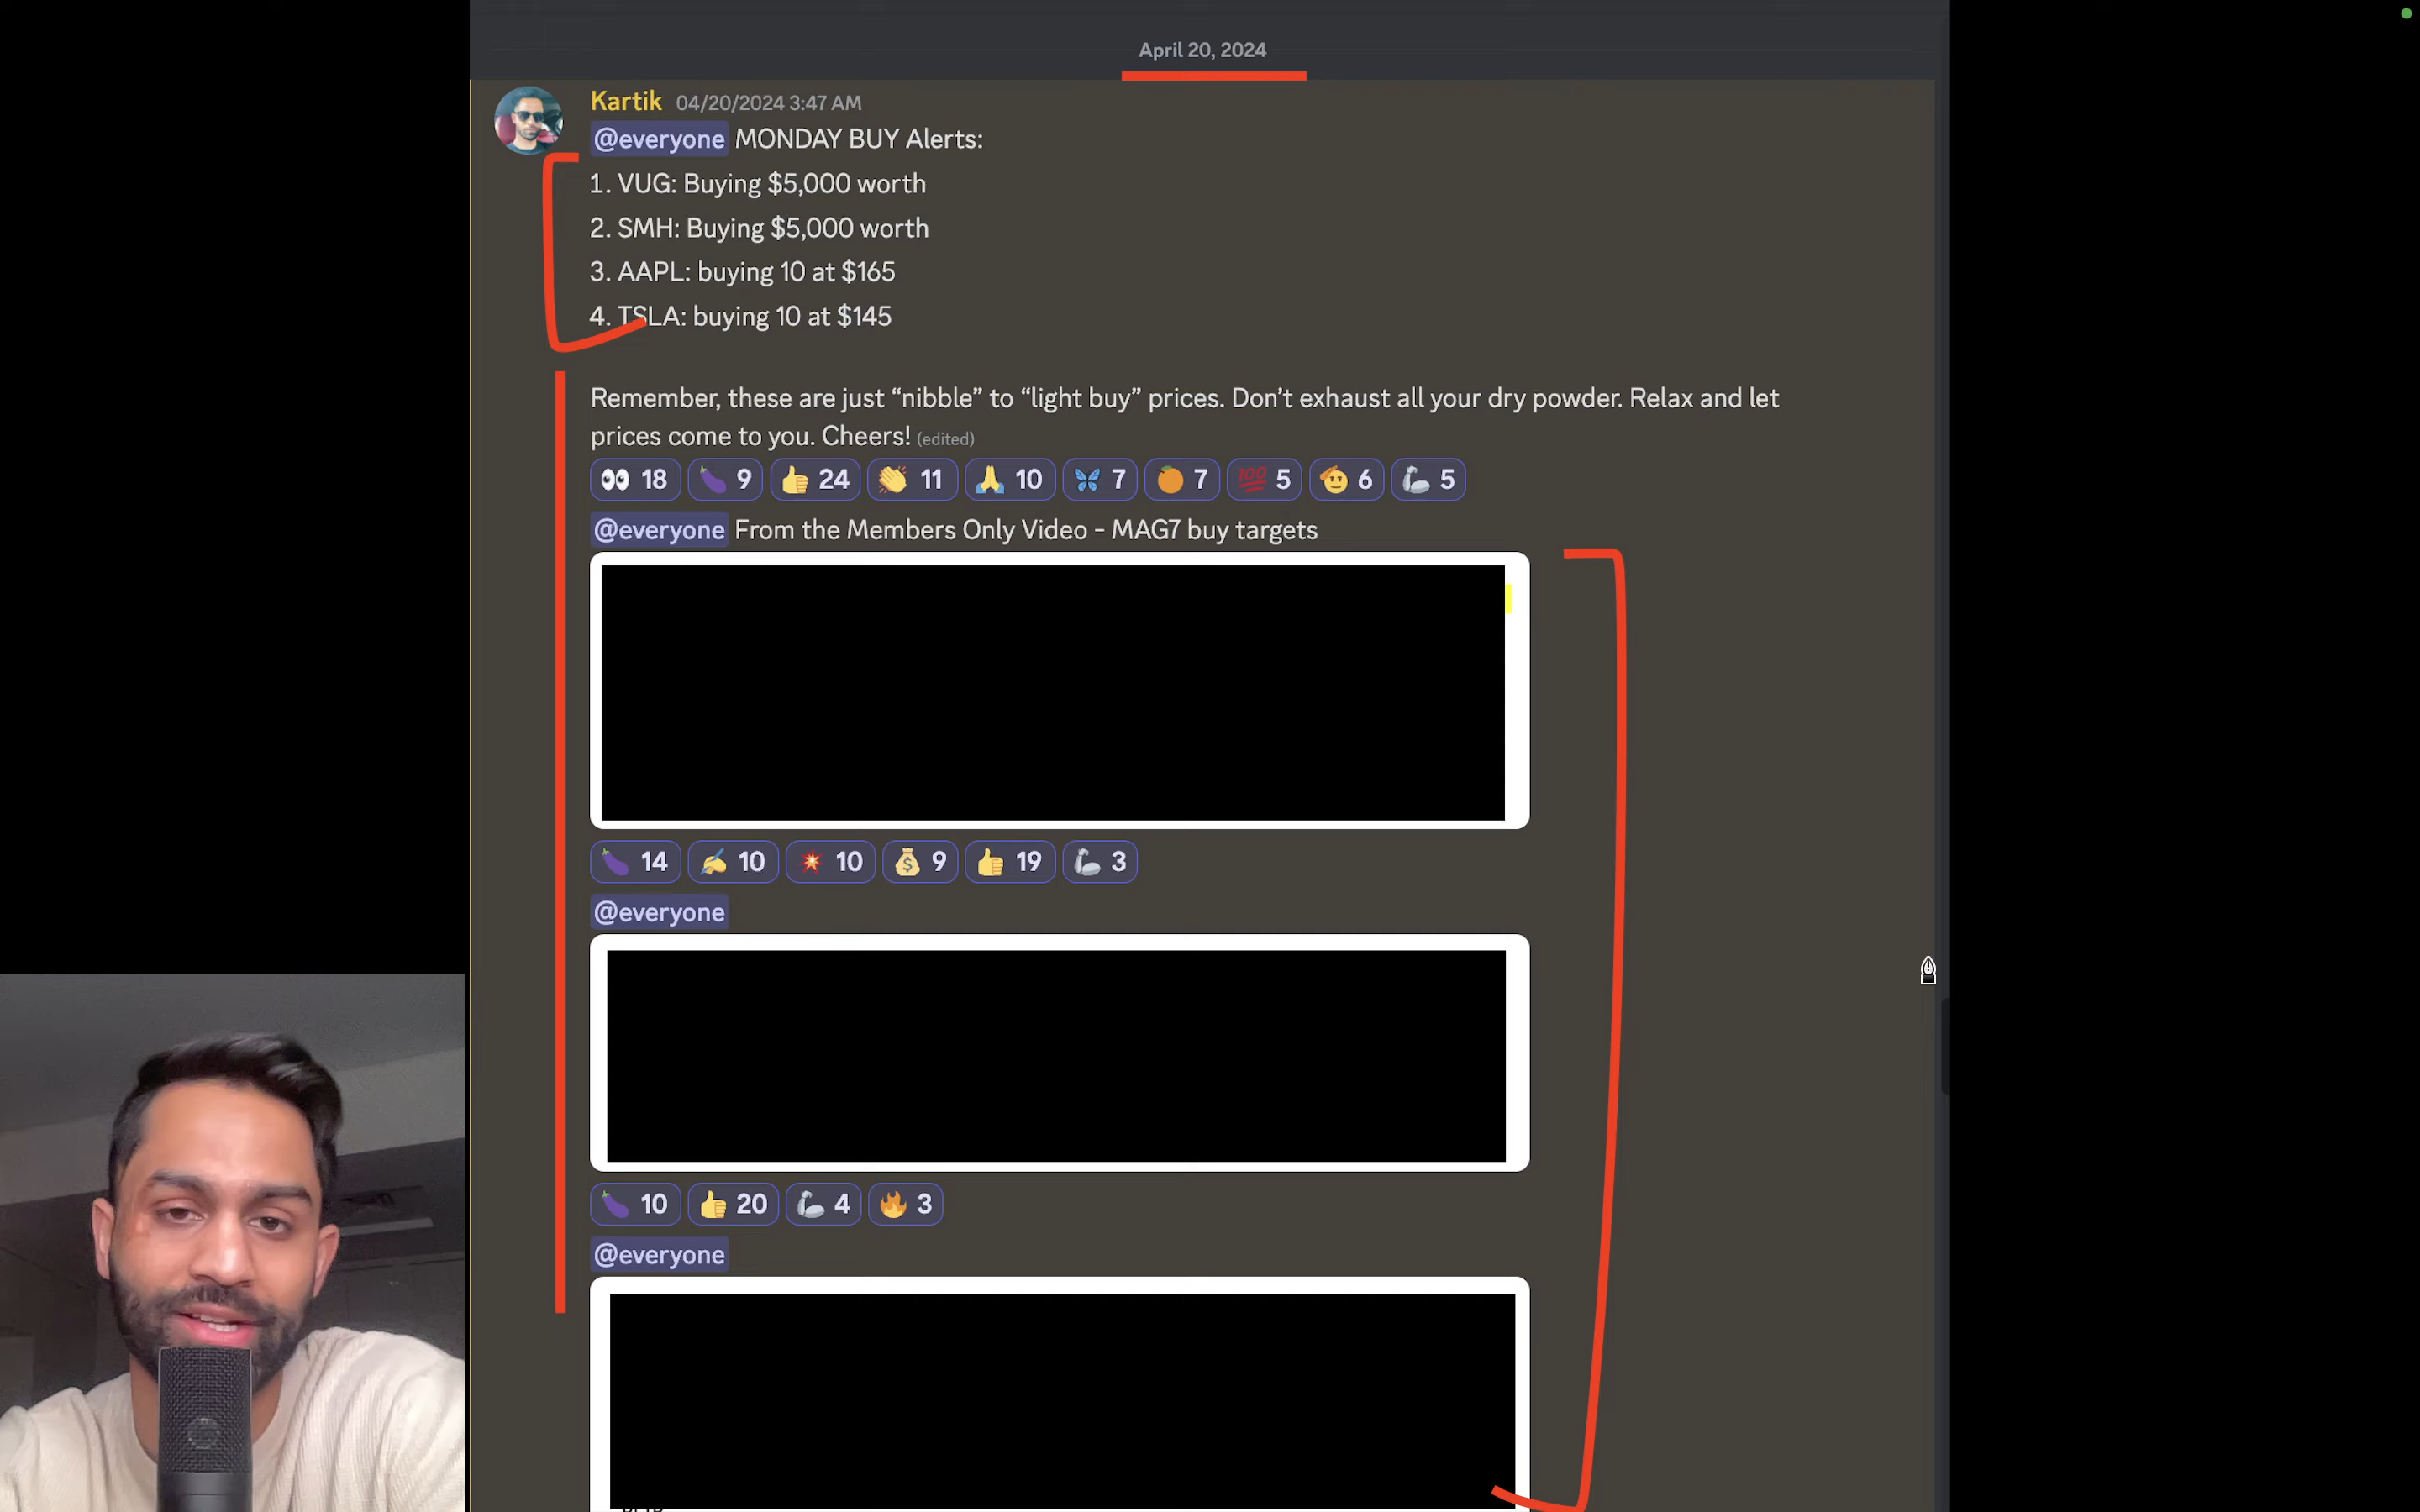 April 20, 2024
Kartik 04/20/2024 3:47 AM
@everyone MONDAY BUY Alerts:
1. VUG: Buying $5,000 worth
2. SMH: Buying $5,000 worth
3. AAPL: buying 10 at $165
4. TSLA: buying 10 at $145
Remember, these are just “nibble” to “light buy” prices. Don’t exhaust all your dry powder. Relax and let
prices come to you. Cheers! (edited)
👀 18 🍆 9 👍 24 👏 11 🙏 10 🦋 7 🍊 7 💯 5 🫡 6 🦾 5
@everyone From the Members Only Video - MAG7 buy targets
🍆 14 ✍️ 10 💥 10 💰 9 👍 19 🦾 3
@everyone
🍆 10 👍 20 🦾 4 🔥 3
@everyone